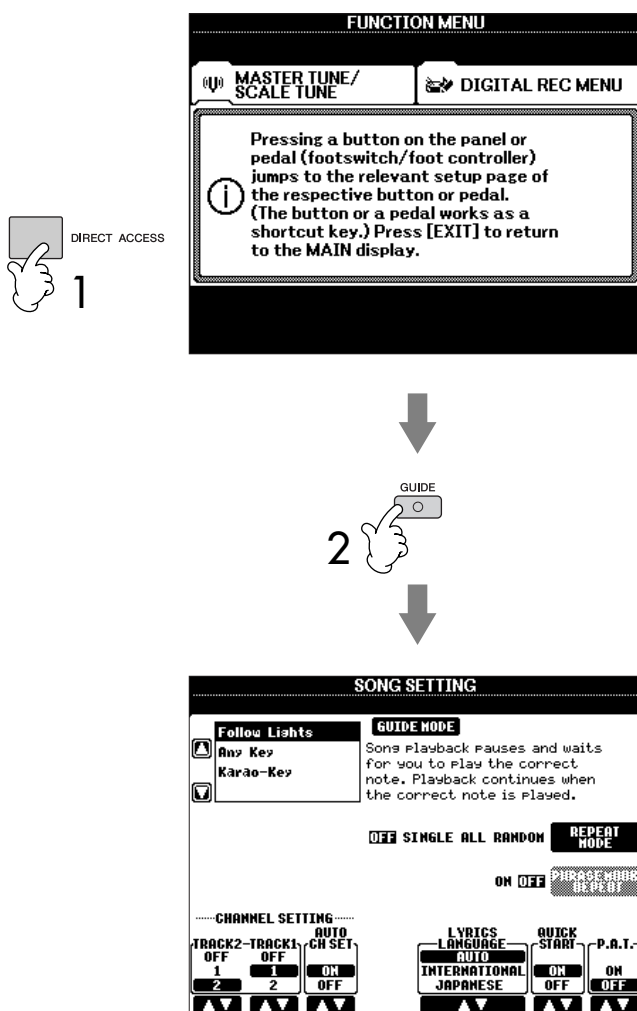 FUNCTION MENU
MASTER TUNE/
SCALE TUNE
DIGITAL REC MENU
Pressing a button on the panel or
pedal (footswitch/foot controller)
jumps to the relevant setup page of
the respective button or pedal.
(The button or a pedal works as a
shortcut key.) Press [EXIT] to return
to the MAIN display.
DIRECT ACCESS
1
GUIDE
2
SONG SETTING
Follow Lights
Any Key
Karao-Key
GUIDE MODE
Song Playback Pauses and waits
for you to Play the correct
note. Playback continues when
the correct note is Played.
OFF SINGLE ALL RANDOM REPEAT
MODE
ON OFF PHRASE MARK
REPEAT
CHANNEL SETTING
TRACK2 TRACK1 AUTO
CH SET
OFF OFF
1 1 ON
2 2 OFF
LYRICS
LANGUAGE
AUTO
INTERNATIONAL
JAPANESE
QUICK
START
ON
OFF
P.A.T.
ON
OFF